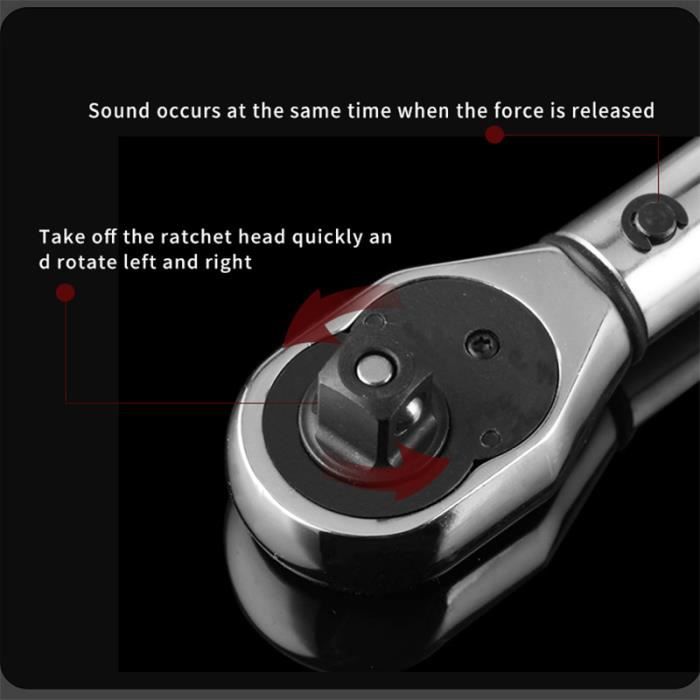 Sound occurs at the same time when the force is released
Take off the ratchet head quickly an
d rotate left and right